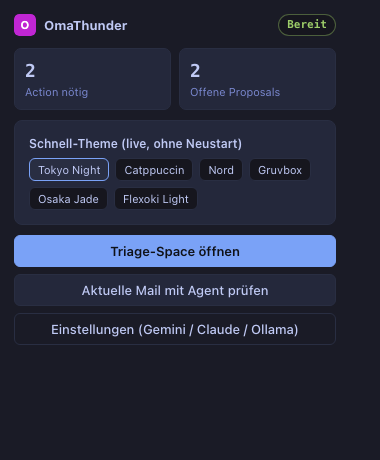 O OmaThunder Bereit
2 2
Action nötig Offene Proposals
Schnell-Theme (live, ohne Neustart)
Tokyo Night Catppuccin Nord Gruvbox
Osaka Jade Flexoki Light
Triage-Space öffnen
Aktuelle Mail mit Agent prüfen
Einstellungen (Gemini / Claude / Ollama)